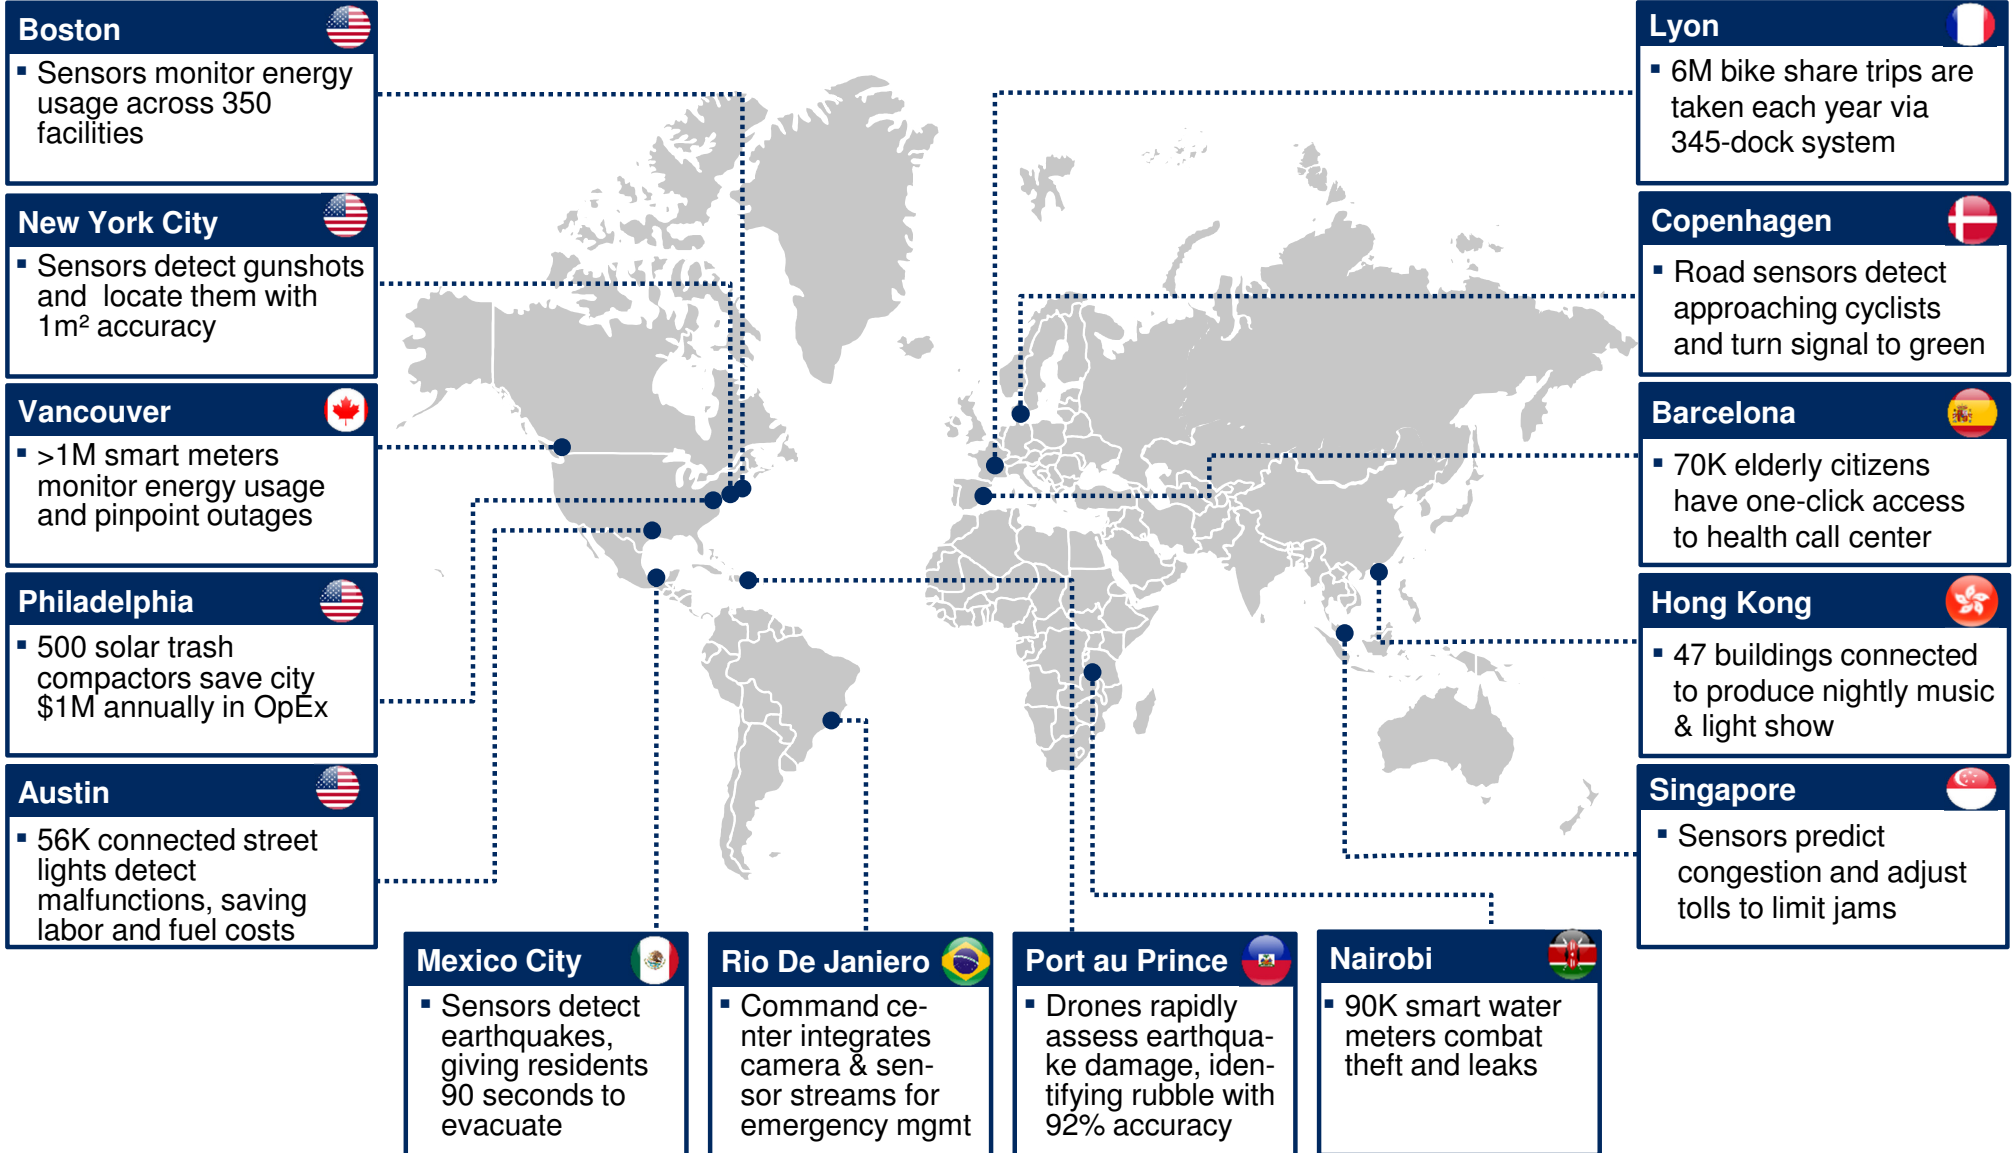 Boston
▪ Sensors monitor energy
usage across 350
facilities
New York City
▪ Sensors detect gunshots
and  locate them with
1m² accuracy
Vancouver
▪ >1M smart meters
monitor energy usage
and pinpoint outages
Philadelphia
▪ 500 solar trash
compactors save city
$1M annually in OpEx
Austin
▪ 56K connected street
lights detect
malfunctions, saving
labor and fuel costs
Mexico City
▪ Sensors detect
earthquakes,
giving residents
90 seconds to
evacuate
Rio De Janiero
▪ Command ce-
nter integrates
camera & sen-
sor streams for
emergency mgmt
Port au Prince
▪ Drones rapidly
assess earthqua-
ke damage, iden-
tifying rubble with
92% accuracy
Nairobi
▪ 90K smart water
meters combat
theft and leaks
Lyon
▪ 6M bike share trips are
taken each year via
345-dock system
Copenhagen
▪ Road sensors detect
approaching cyclists
and turn signal to green
Barcelona
▪ 70K elderly citizens
have one-click access
to health call center
Hong Kong
▪ 47 buildings connected
to produce nightly music
& light show
Singapore
▪ Sensors predict
congestion and adjust
tolls to limit jams